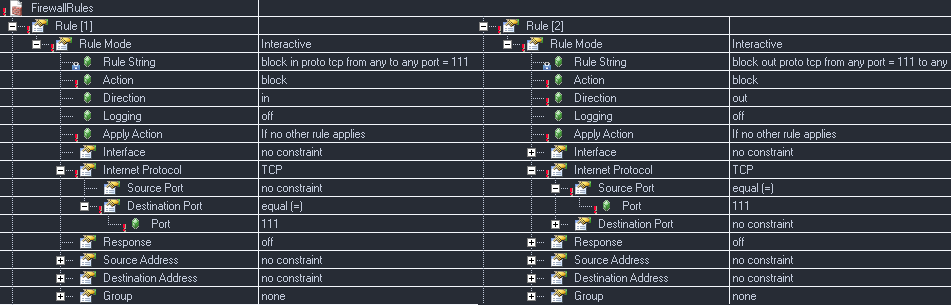 FirewallRules
Rule [1]
Rule Mode Interactive
Rule String block in proto tcp from any to any port = 111
Action block
Direction in
Logging off
Apply Action If no other rule applies
Interface no constraint
Internet Protocol TCP
Source Port no constraint
Destination Port equal (=)
Port 111
Response off
Source Address no constraint
Destination Address no constraint
Group none
Rule [2]
Rule Mode Interactive
Rule String block out proto tcp from any port = 111 to any
Action block
Direction out
Logging off
Apply Action If no other rule applies
Interface no constraint
Internet Protocol TCP
Source Port equal (=)
Port 111
Destination Port no constraint
Response off
Source Address no constraint
Destination Address no constraint
Group none